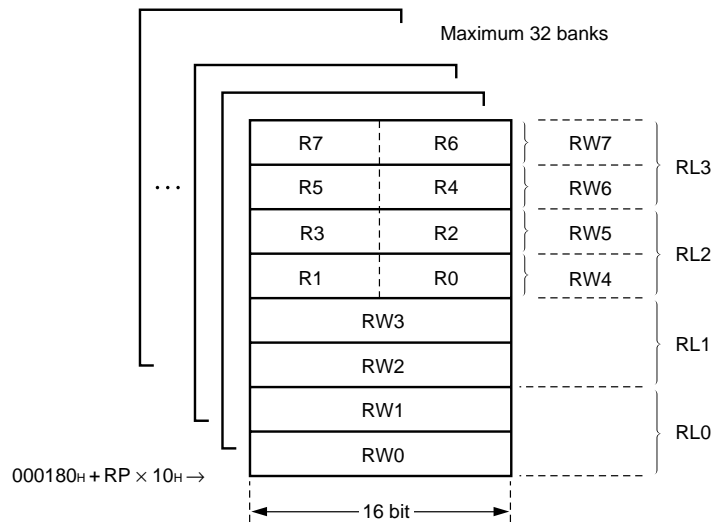 Maximum 32 banks
R7 R6 RW7
RL3
R5 R4 RW6
...
R3 R2 RW5
RL2
R1 R0 RW4
RW3
RL1
RW2
RW1
RL0
RW0
000180H + RP × 10H →
16 bit